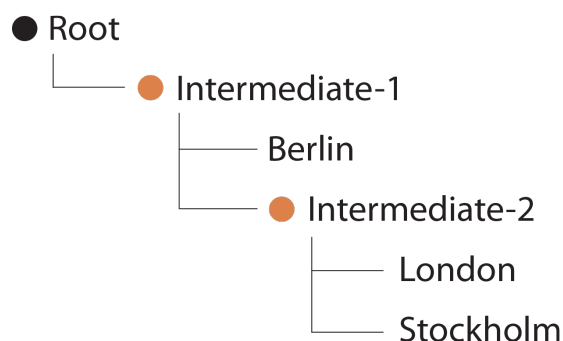 Root
Intermediate-1
Berlin
Intermediate-2
London
Stockholm